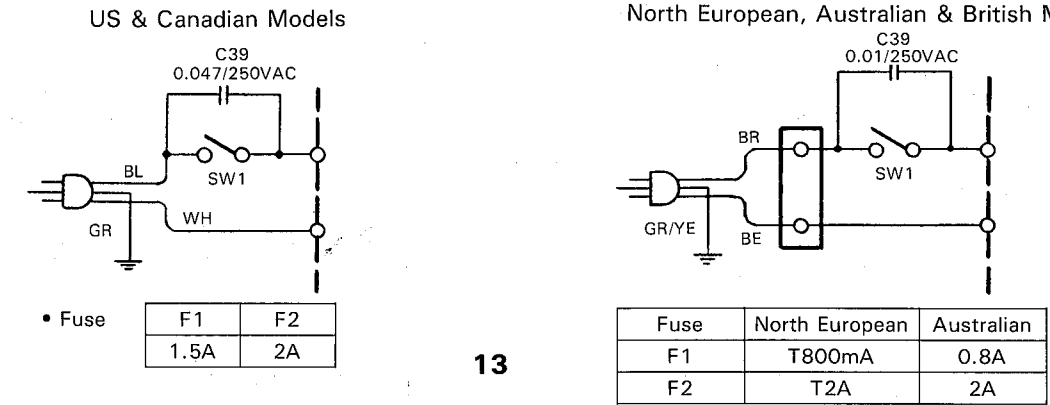 US & Canadian Models
C39
0.047/250VAC
BL
SW1
WH
GR
• Fuse
F1 F2
1.5A 2A
13
North European, Australian & British
C39
0.01/250VAC
BR
SW1
GR/YE
BE
Fuse North European Australian
F1 T800mA 0.8A
F2 T2A 2A